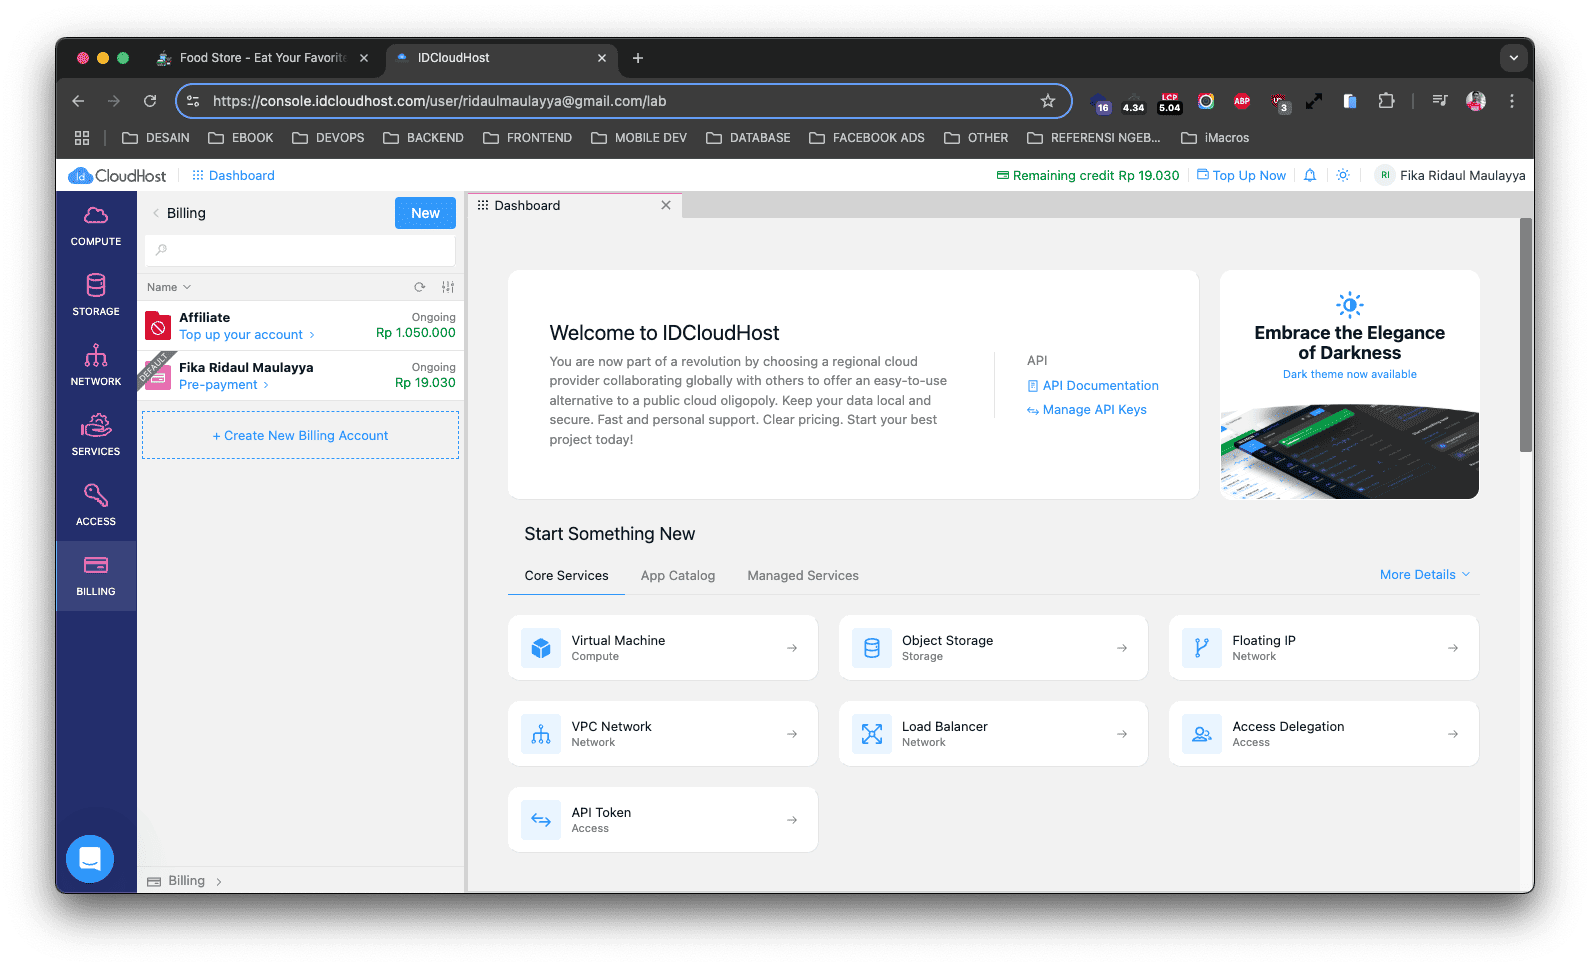 Food Store - Eat Your Favorite
IDCloudHost
https://console.idcloudhost.com/user/ridaulmaulayya@gmail.com/lab
16
4.34
LCP
5.04
ABP
3
DESAIN
EBOOK
DEVOPS
BACKEND
FRONTEND
MOBILE DEV
DATABASE
FACEBOOK ADS
OTHER
REFERENSI NGEB...
iMacros
Id CloudHost
Dashboard
Remaining credit Rp 19.030
Top Up Now
RI
Fika Ridaul Maulayya
COMPUTE
STORAGE
NETWORK
SERVICES
ACCESS
BILLING
Billing
New
Name
Affiliate
Ongoing
Top up your account
Rp 1.050.000
DEFAULT
Fika Ridaul Maulayya
Ongoing
Pre-payment
Rp 19.030
+ Create New Billing Account
Billing
Dashboard
Welcome to IDCloudHost
You are now part of a revolution by choosing a regional cloud
provider collaborating globally with others to offer an easy-to-use
alternative to a public cloud oligopoly. Keep your data local and
secure. Fast and personal support. Clear pricing. Start your best
project today!
API
API Documentation
Manage API Keys
Embrace the Elegance
of Darkness
Dark theme now available
Start Something New
Core Services
App Catalog
Managed Services
More Details
Virtual Machine
Compute
Object Storage
Storage
Floating IP
Network
VPC Network
Network
Load Balancer
Network
Access Delegation
Access
API Token
Access